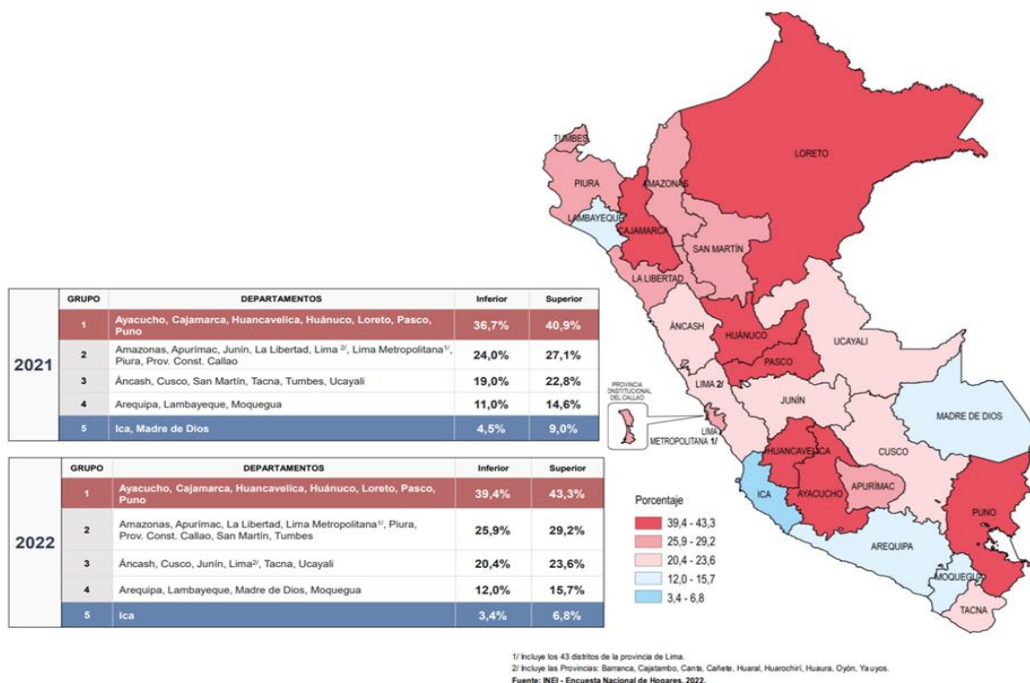 2021
GRUPO DEPARTAMENTOS Inferior Superior
1 Ayacucho, Cajamarca, Huancavelica, Huánuco, Loreto, Pasco, Puno 36,7% 40,9%
2 Amazonas, Apurímac, Junín, La Libertad, Lima 2/, Lima Metropolitana1/, Piura, Prov. Const. Callao 24,0% 27,1%
3 Áncash, Cusco, San Martín, Tacna, Tumbes, Ucayali 19,0% 22,8%
4 Arequipa, Lambayeque, Moquegua 11,0% 14,6%
5 Ica, Madre de Dios 4,5% 9,0%
2022
GRUPO DEPARTAMENTOS Inferior Superior
1 Ayacucho, Cajamarca, Huancavelica, Huánuco, Loreto, Pasco, Puno 39,4% 43,3%
2 Amazonas, Apurímac, La Libertad, Lima Metropolitana1/, Piura, Prov. Const. Callao, San Martín, Tumbes 25,9% 29,2%
3 Áncash, Cusco, Junín, Lima2/, Tacna, Ucayali 20,4% 23,6%
4 Arequipa, Lambayeque, Madre de Dios, Moquegua 12,0% 15,7%
5 Ica 3,4% 6,8%
TUMBES
LORETO
PIURA
AMAZONAS
LAMBAYEQUE
CAJAMARCA
SAN MARTÍN
LA LIBERTAD
ÁNCASH
HUÁNUCO
UCAYALI
PASCO
LIMA 2/
JUNÍN
PROVINCIA
ONSTITUCIONAL
DEL CALLAO
LIMA
METROPOLITANA 1/
MADRE DE DIOS
HUANCAVELICA
CUSCO
ICA
AYACUCHO
APURÍMAC
PUNO
AREQUIPA
MOQUEGUA
TACNA
Porcentaje
39,4 - 43,3
25,9 - 29,2
20,4 - 23,6
12,0 - 15,7
3,4 - 6,8
1/ Incluye los 43 distritos de la provincia de Lima.
2/ Incluye las Provincias: Barranca, Cajatambo, Canta, Cañete, Huaral, Huarochirí, Huaura, Oyón, Yauyos.
Fuente: INEI - Encuesta Nacional de Hogares, 2022.